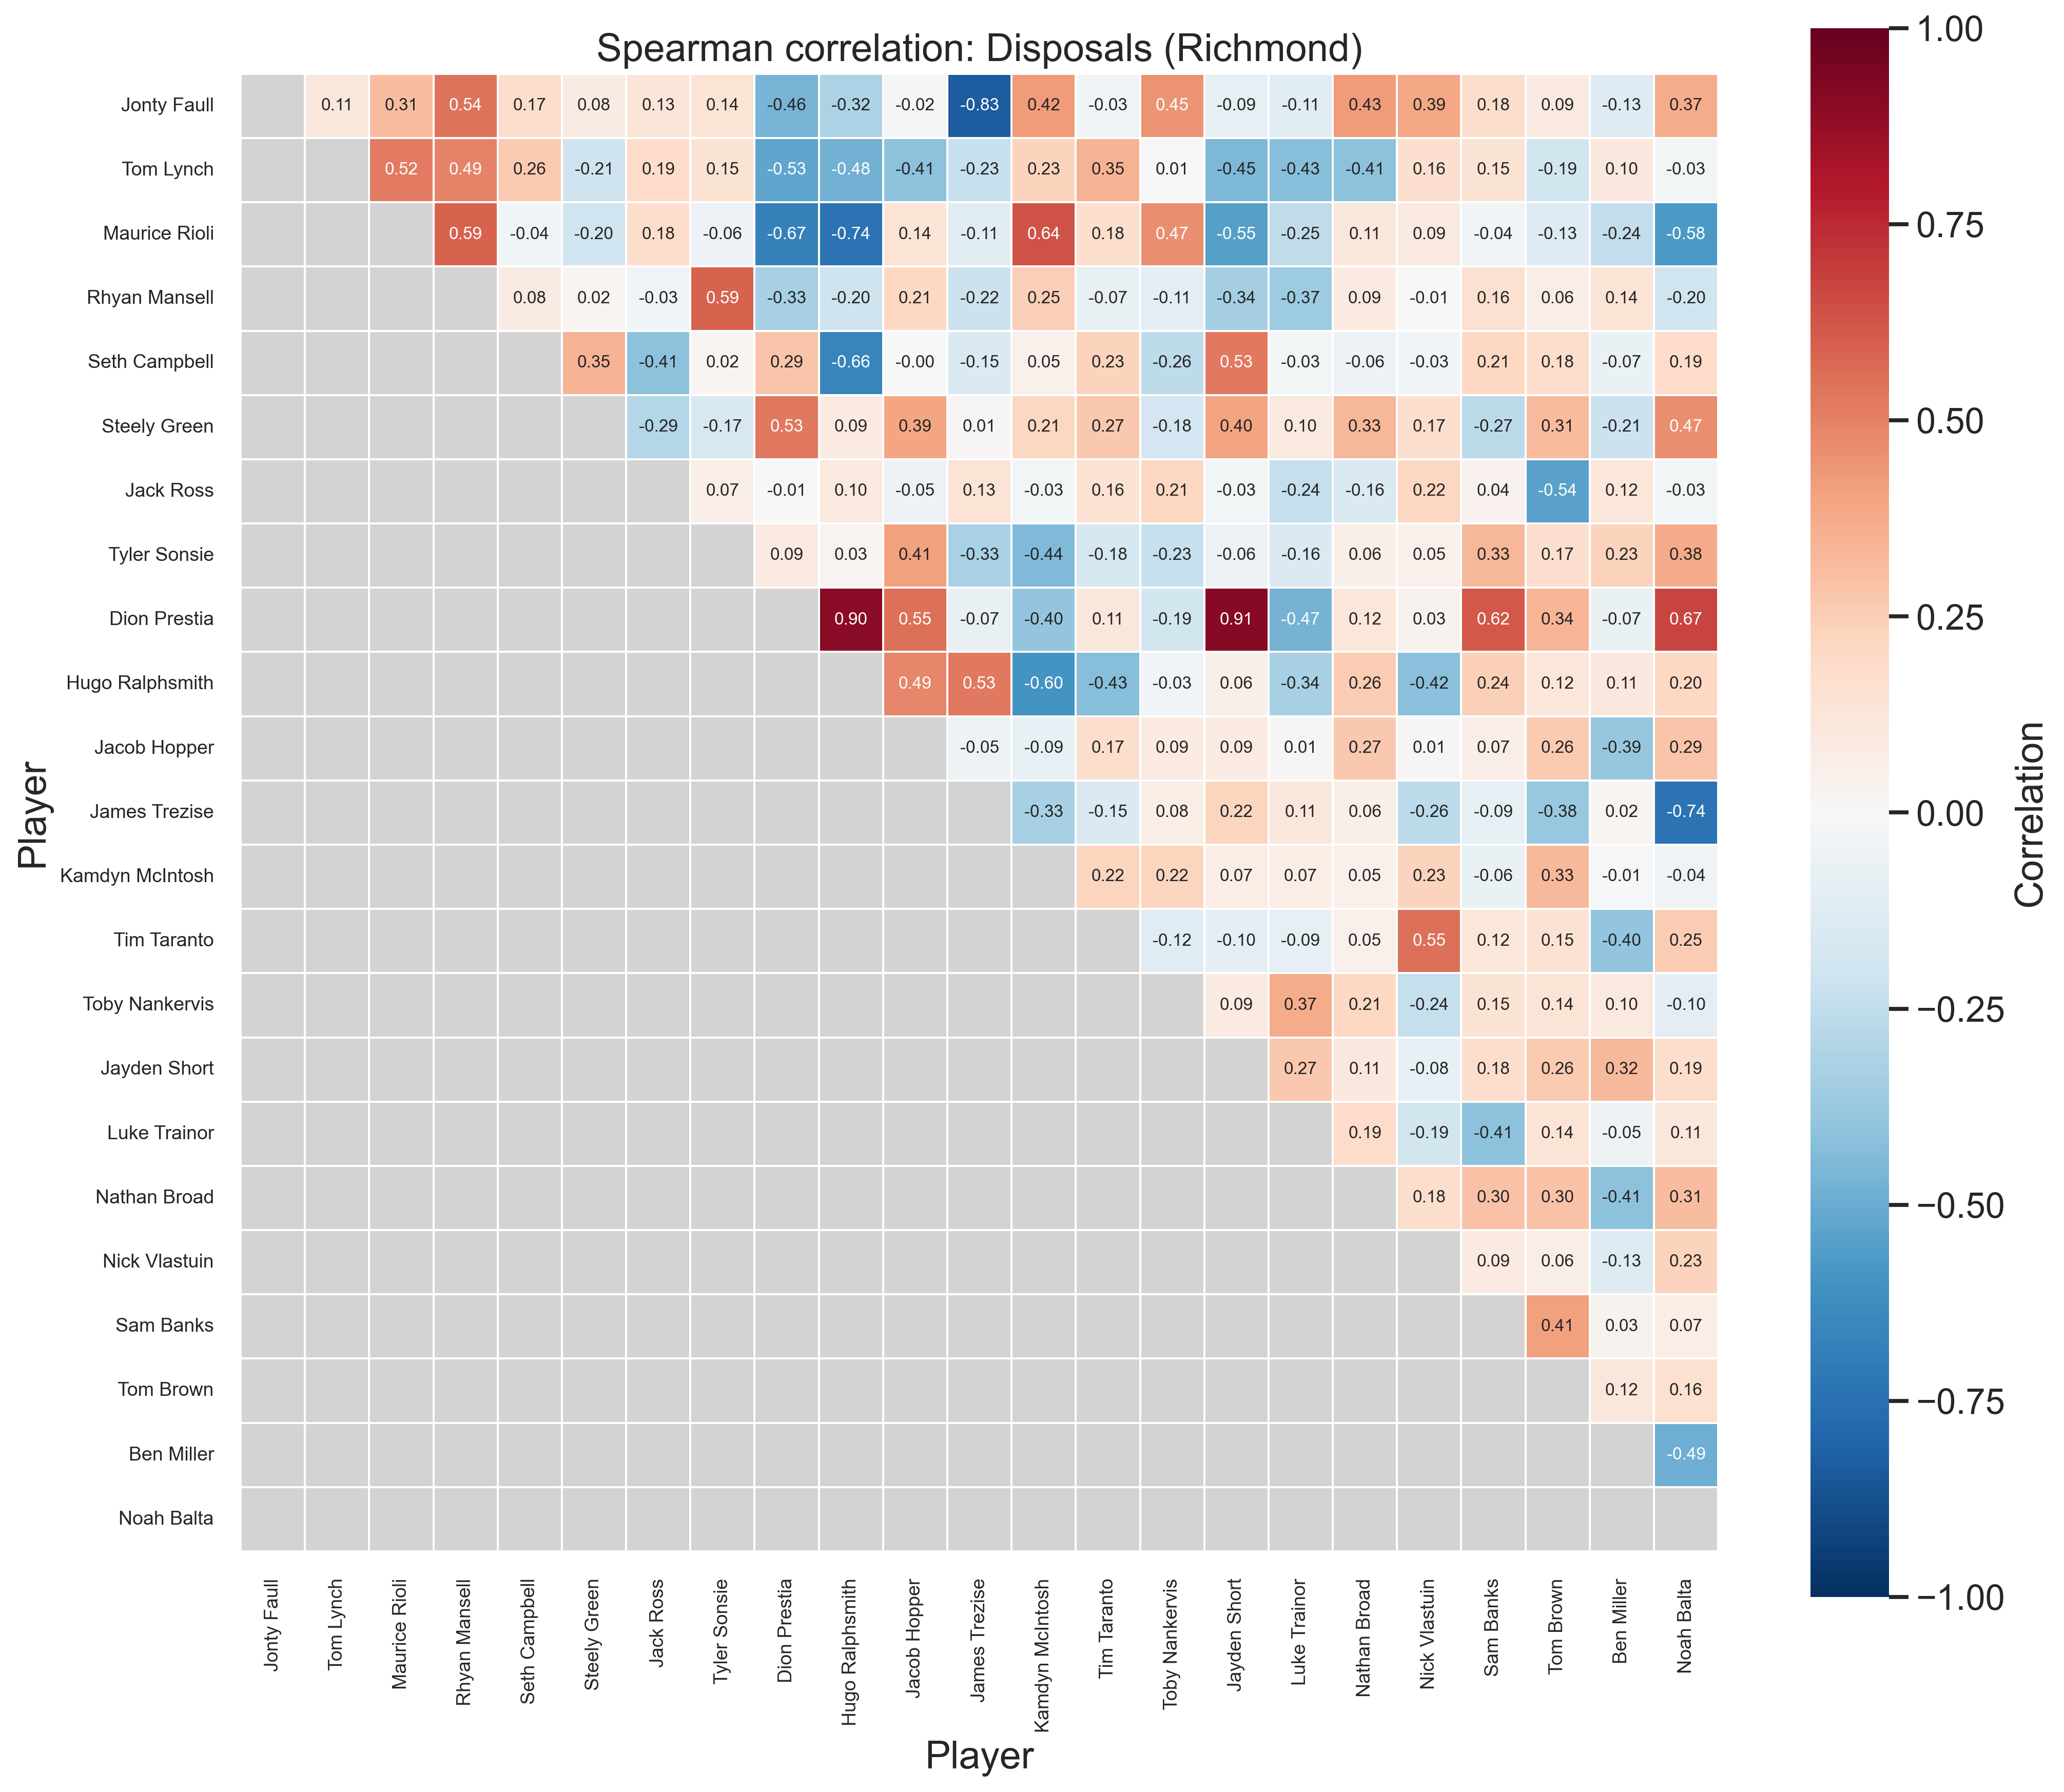 Spearman correlation: Disposals (Richmond)
Jonty Faull 0.11 0.31 0.54 0.17 0.08 0.13 0.14 -0.46 -0.32 -0.02 -0.83 0.42 -0.03 0.45 -0.09 -0.11 0.43 0.39 0.18 0.09 -0.13 0.37
Tom Lynch 0.52 0.49 0.26 -0.21 0.19 0.15 -0.53 -0.48 -0.41 -0.23 0.23 0.35 0.01 -0.45 -0.43 -0.41 0.16 0.15 -0.19 0.10 -0.03
Maurice Rioli 0.59 -0.04 -0.20 0.18 -0.06 -0.67 -0.74 0.14 -0.11 0.64 0.18 0.47 -0.55 -0.25 0.11 0.09 -0.04 -0.13 -0.24 -0.58
Rhyan Mansell 0.08 0.02 -0.03 0.59 -0.33 -0.20 0.21 -0.22 0.25 -0.07 -0.11 -0.34 -0.37 0.09 -0.01 0.16 0.06 0.14 -0.20
Seth Campbell 0.35 -0.41 0.02 0.29 -0.66 -0.00 -0.15 0.05 0.23 -0.26 0.53 -0.03 -0.06 -0.03 0.21 0.18 -0.07 0.19
Steely Green -0.29 -0.17 0.53 0.09 0.39 0.01 0.21 0.27 -0.18 0.40 0.10 0.33 0.17 -0.27 0.31 -0.21 0.47
Jack Ross 0.07 -0.01 0.10 -0.05 0.13 -0.03 0.16 0.21 -0.03 -0.24 -0.16 0.22 0.04 -0.54 0.12 -0.03
Tyler Sonsie 0.09 0.03 0.41 -0.33 -0.44 -0.18 -0.23 -0.06 -0.16 0.06 0.05 0.33 0.17 0.23 0.38
Dion Prestia 0.90 0.55 -0.07 -0.40 0.11 -0.19 0.91 -0.47 0.12 0.03 0.62 0.34 -0.07 0.67
Hugo Ralphsmith 0.49 0.53 -0.60 -0.43 -0.03 0.06 -0.34 0.26 -0.42 0.24 0.12 0.11 0.20
Jacob Hopper -0.05 -0.09 0.17 0.09 0.09 0.01 0.27 0.01 0.07 0.26 -0.39 0.29
James Trezise -0.33 -0.15 0.08 0.22 0.11 0.06 -0.26 -0.09 -0.38 0.02 -0.74
Kamdyn McIntosh 0.22 0.22 0.07 0.07 0.05 0.23 -0.06 0.33 -0.01 -0.04
Tim Taranto -0.12 -0.10 -0.09 0.05 0.55 0.12 0.15 -0.40 0.25
Toby Nankervis 0.09 0.37 0.21 -0.24 0.15 0.14 0.10 -0.10
Jayden Short 0.27 0.11 -0.08 0.18 0.26 0.32 0.19
Luke Trainor 0.19 -0.19 -0.41 0.14 -0.05 0.11
Nathan Broad 0.18 0.30 0.30 -0.41 0.31
Nick Vlastuin 0.09 0.06 -0.13 0.23
Sam Banks 0.41 0.03 0.07
Tom Brown 0.12 0.16
Ben Miller -0.49
Noah Balta
Player
Jonty Faull
Tom Lynch
Maurice Rioli
Rhyan Mansell
Seth Campbell
Steely Green
Jack Ross
Tyler Sonsie
Dion Prestia
Hugo Ralphsmith
Jacob Hopper
James Trezise
Kamdyn McIntosh
Tim Taranto
Toby Nankervis
Jayden Short
Luke Trainor
Nathan Broad
Nick Vlastuin
Sam Banks
Tom Brown
Ben Miller
Noah Balta
Player
1.00
0.75
0.50
0.25
0.00
−0.25
−0.50
−0.75
−1.00
Correlation